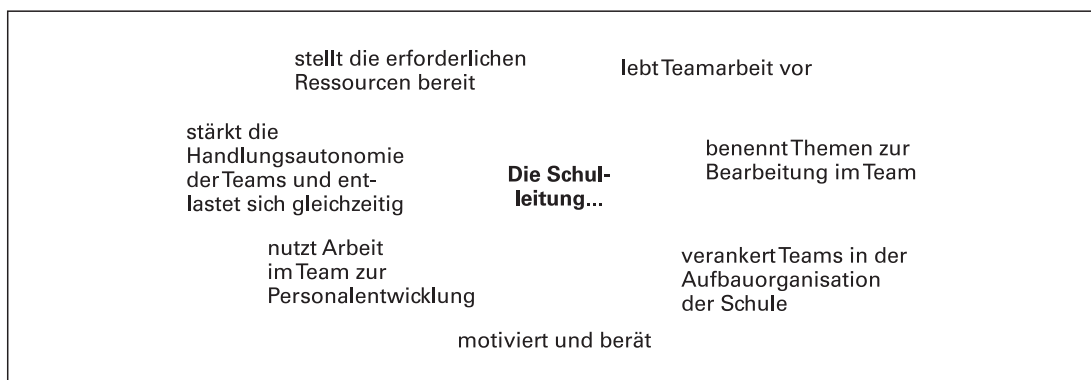 stellt die erforderlichen
Ressourcen bereit
lebt Teamarbeit vor
stärkt die
Handlungsautonomie
der Teams und ent-
lastet sich gleichzeitig
Die Schul-
leitung...
benennt Themen zur
Bearbeitung im Team
nutzt Arbeit
im Team zur
Personalentwicklung
verankert Teams in der
Aufbauorganisation
der Schule
motiviert und berät